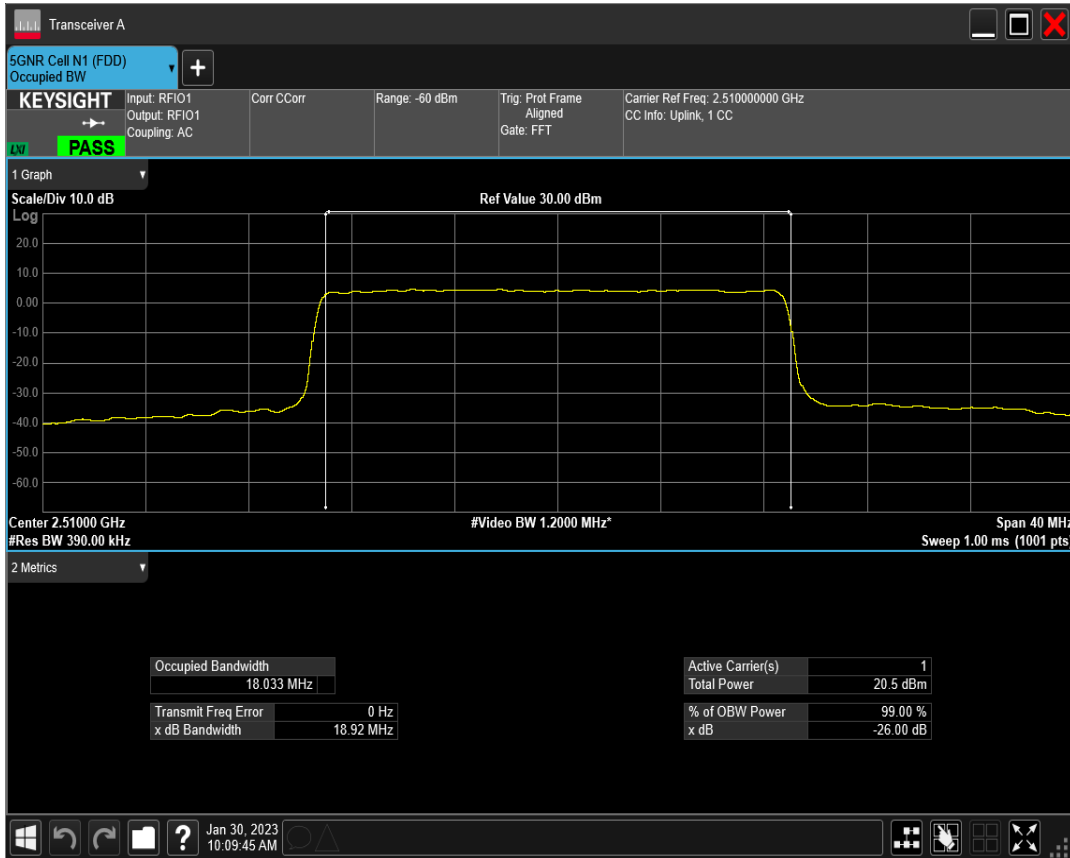 Transceiver A
5GNR Cell N1 (FDD)
Occupied BW
KEYSIGHT
LXI
PASS
Input: RFIO1
Output: RFIO1
Coupling: AC
Corr CCorr
Range: -60 dBm
Trig: Prot Frame
Aligned
Gate: FFT
Carrier Ref Freq: 2.510000000 GHz
CC Info: Uplink, 1 CC
1 Graph
Scale/Div 10.0 dB
Ref Value 30.00 dBm
Log
20.0
10.0
0.00
-10.0
-20.0
-30.0
-40.0
-50.0
-60.0
Center 2.51000 GHz
#Video BW 1.2000 MHz*
Span 40 MHz
#Res BW 390.00 kHz
Sweep 1.00 ms (1001 pts)
2 Metrics
Occupied Bandwidth
18.033 MHz
Transmit Freq Error 0 Hz
x dB Bandwidth 18.92 MHz
Active Carrier(s) 1
Total Power 20.5 dBm
% of OBW Power 99.00 %
x dB -26.00 dB
?
Jan 30, 2023
10:09:45 AM